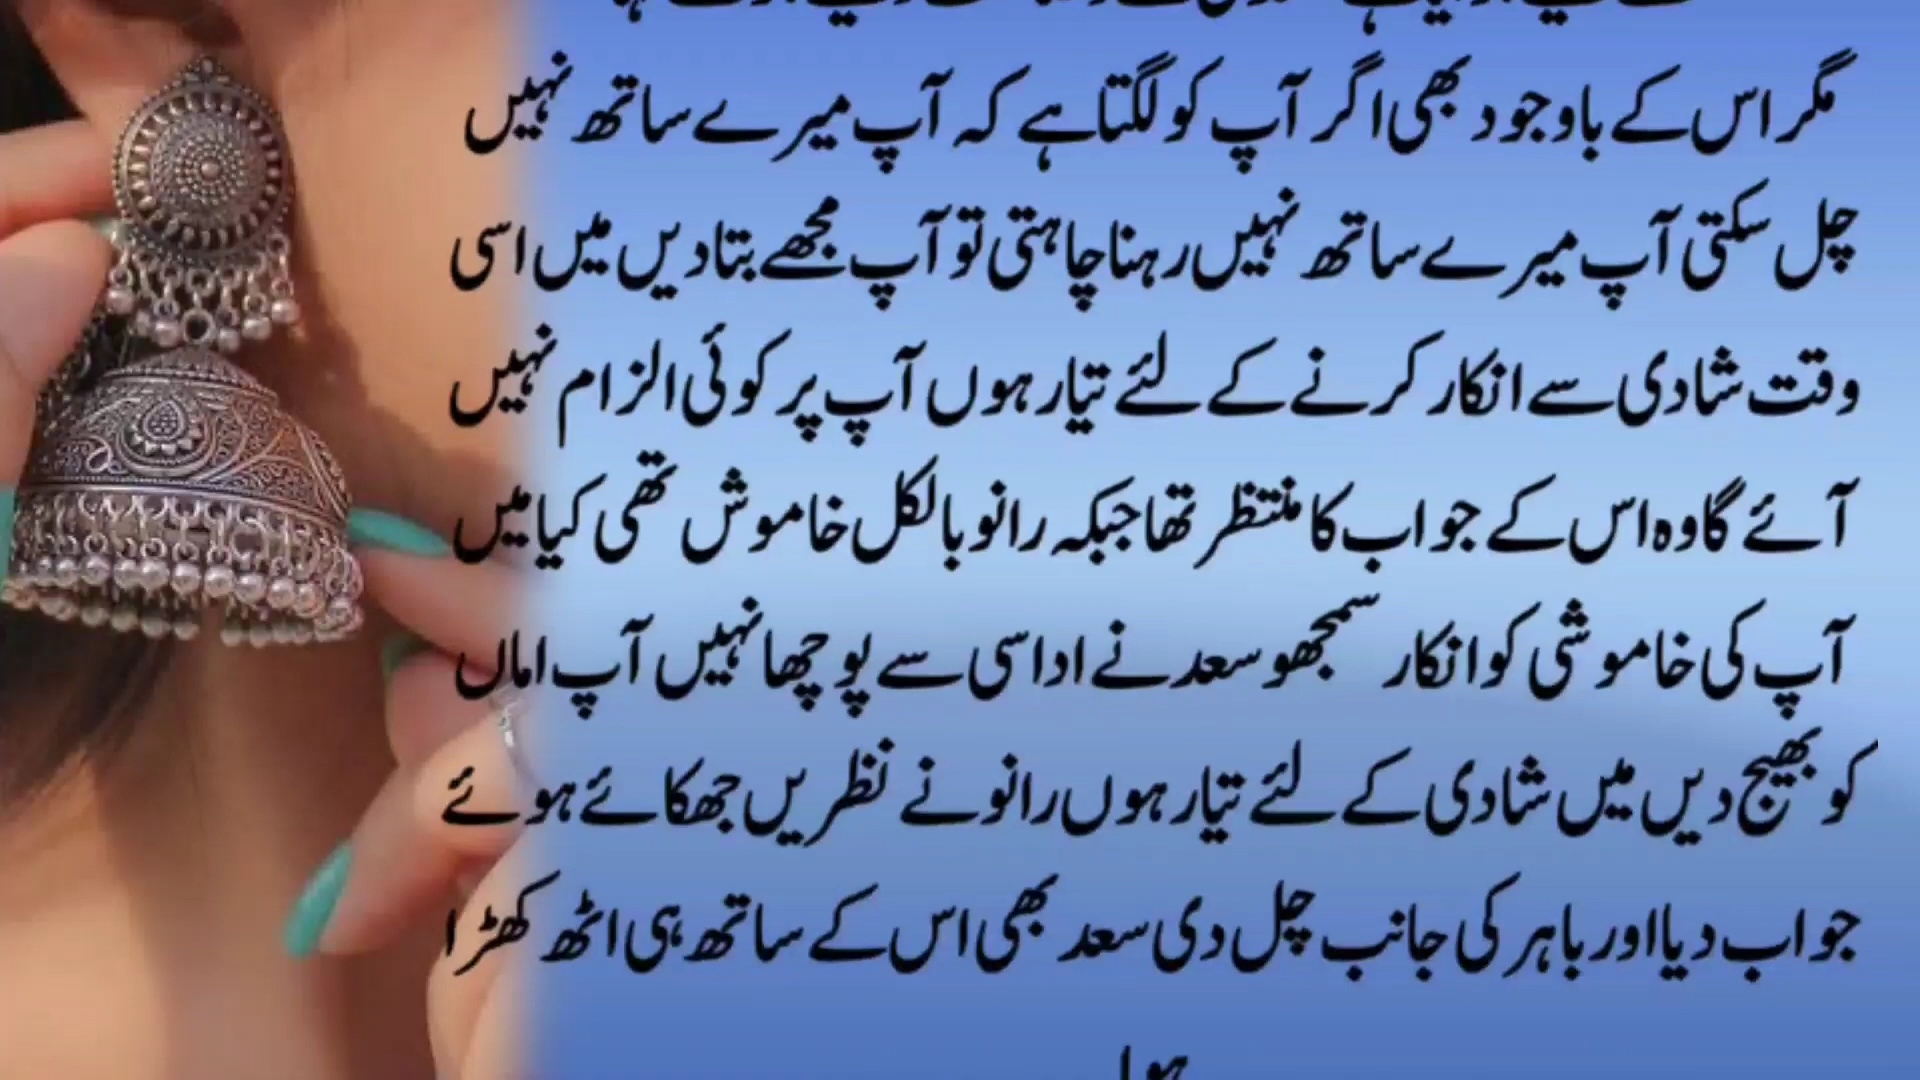 مگر اس کے باوجود بھی اگر آپ کو لگتا ہے کہ آپ میرے ساتھ نہیں
چل سکتی آپ میرے ساتھ نہیں رہنا چاہتی تو آپ مجھے بتا دیں میں اسی
وقت شادی سے انکار کرنے کے لئے تیار ہوں آپ پر کوئی الزام نہیں
آئے گا وہ اس کے جواب کا منتظر تھا جبکہ رانو بالکل خاموش تھی کیا میں
آپ کی خاموشی کو انکار سمجھو سعد نے اداسی سے پوچھا نہیں آپ اماں
کو بھیج دیں میں شادی کے لئے تیار ہوں رانو نے نظریں جھکائے ہوئے
جواب دیا اور باہر کی جانب چل دی سعد بھی اس کے ساتھ ہی اٹھ کھڑا
ہوا